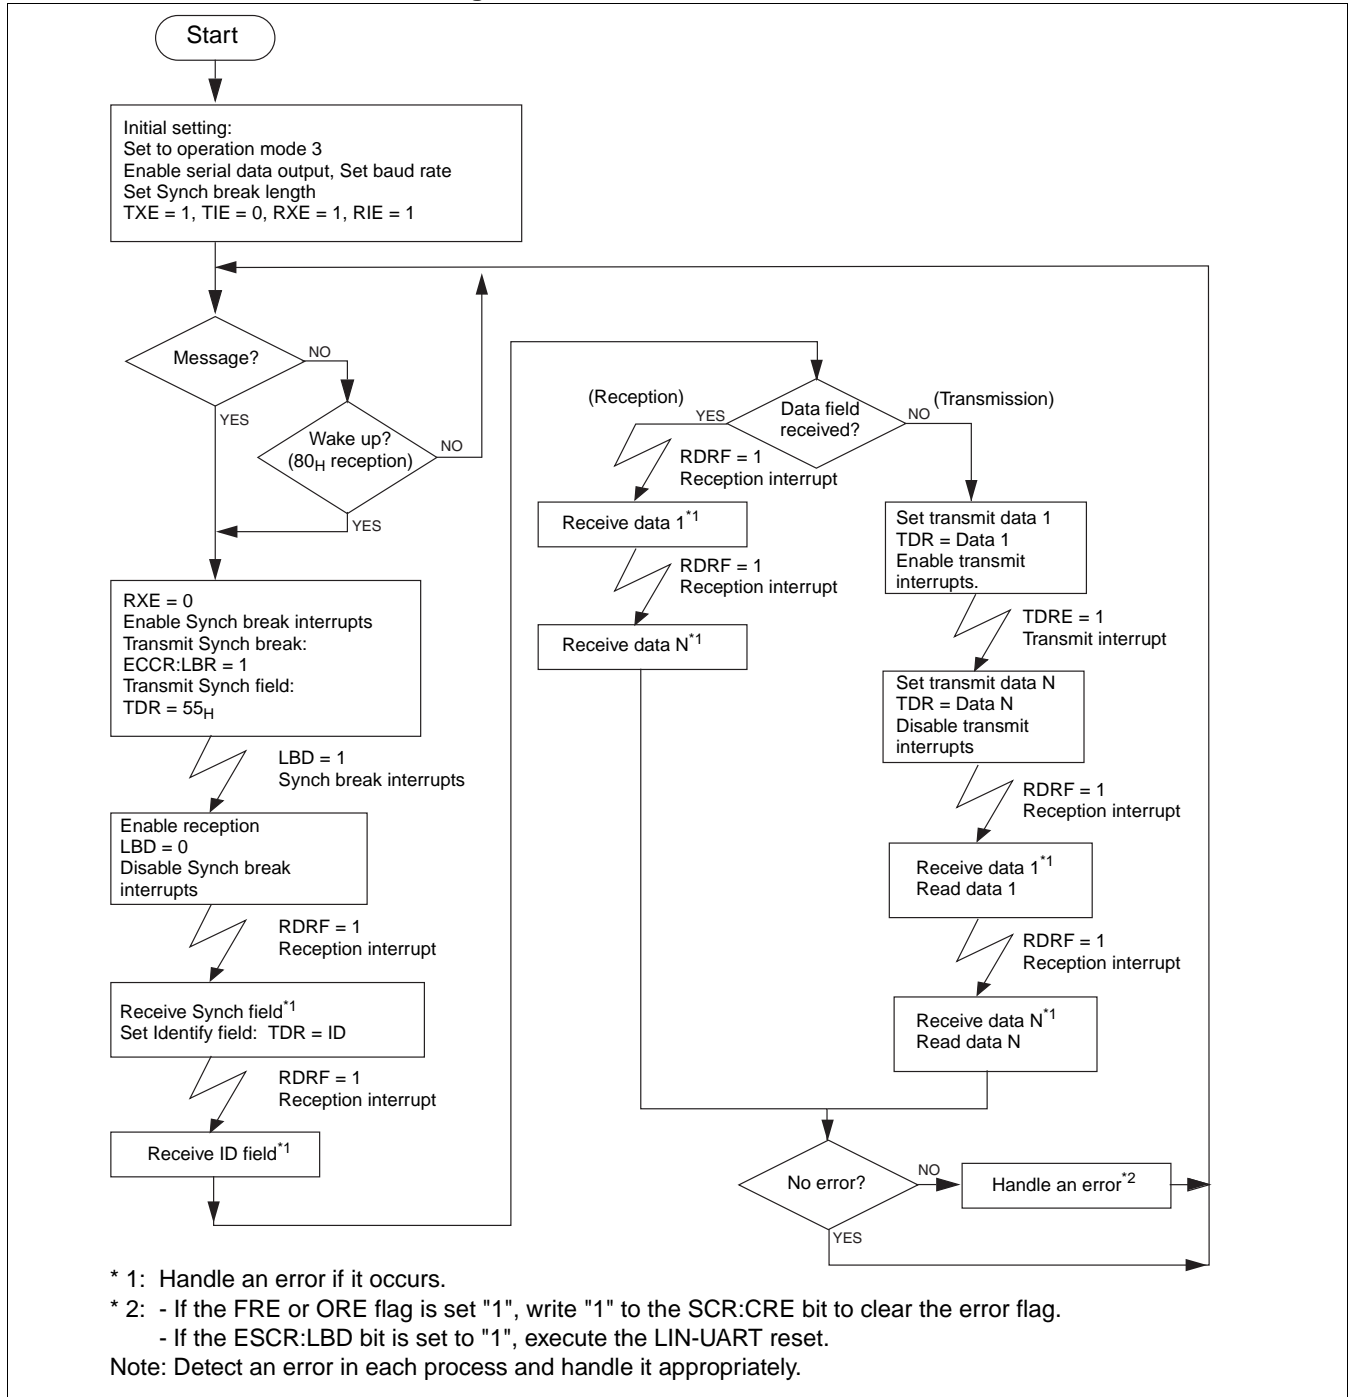 Start
Initial setting:
Set to operation mode 3
Enable serial data output, Set baud rate
Set Synch break length
TXE = 1, TIE = 0, RXE = 1, RIE = 1
Message?
NO
YES
Wake up?
(80H reception)
NO
YES
RXE = 0
Enable Synch break interrupts
Transmit Synch break:
ECCR:LBR = 1
Transmit Synch field:
TDR = 55H
LBD = 1
Synch break interrupts
Enable reception
LBD = 0
Disable Synch break
interrupts
RDRF = 1
Reception interrupt
Receive Synch field*1
Set Identify field: TDR = ID
RDRF = 1
Reception interrupt
Receive ID field*1
Data field
received?
(Reception)
YES
NO
(Transmission)
RDRF = 1
Reception interrupt
Receive data 1*1
RDRF = 1
Reception interrupt
Receive data N*1
Set transmit data 1
TDR = Data 1
Enable transmit
interrupts.
TDRE = 1
Transmit interrupt
Set transmit data N
TDR = Data N
Disable transmit
interrupts
RDRF = 1
Reception interrupt
Receive data 1*1
Read data 1
RDRF = 1
Reception interrupt
Receive data N*1
Read data N
No error?
NO
YES
Handle an error*2
* 1: Handle an error if it occurs.
* 2: - If the FRE or ORE flag is set "1", write "1" to the SCR:CRE bit to clear the error flag.
- If the ESCR:LBD bit is set to "1", execute the LIN-UART reset.
Note: Detect an error in each process and handle it appropriately.